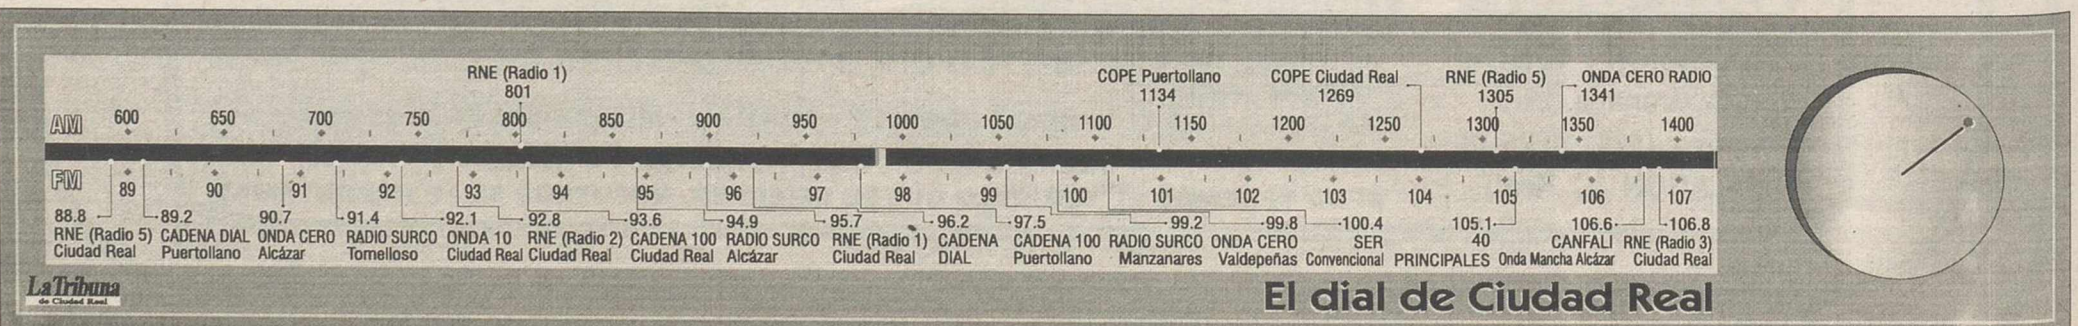 RNE (Radio 1)
801
COPE Puertollano
1134
COPE Ciudad Real
1269
RNE (Radio 5)
1305
ONDA CERO RADIO
1341
AM 600 650 700 750 800 850 900 950 1000 1050 1100 1150 1200 1250 1300 1350 1400
FM 89 90 91 92 93 94 95 96 97 98 99 100 101 102 103 104 105 106 107
88.8 89.2 90.7 91.4 92.1 92.8 93.6 94.9 95.7 96.2 97.5 99.2 99.8 100.4 105.1 106.6 106.8
RNE (Radio 5) CADENA DIAL ONDA CERO RADIO SURCO ONDA 10 RNE (Radio 2) CADENA 100 RADIO SURCO RNE (Radio 1) CADENA CADENA 100 RADIO SURCO ONDA CERO SER 40 CANFALI RNE (Radio 3)
Ciudad Real Puertollano Alcázar Tomelloso Ciudad Real Ciudad Real Ciudad Real Alcázar Ciudad Real DIAL Puertollano Manzanares Valdepeñas Convencional PRINCIPALES Onda Mancha Alcázar Ciudad Real
La Tribuna
de Ciudad Real
El dial de Ciudad Real